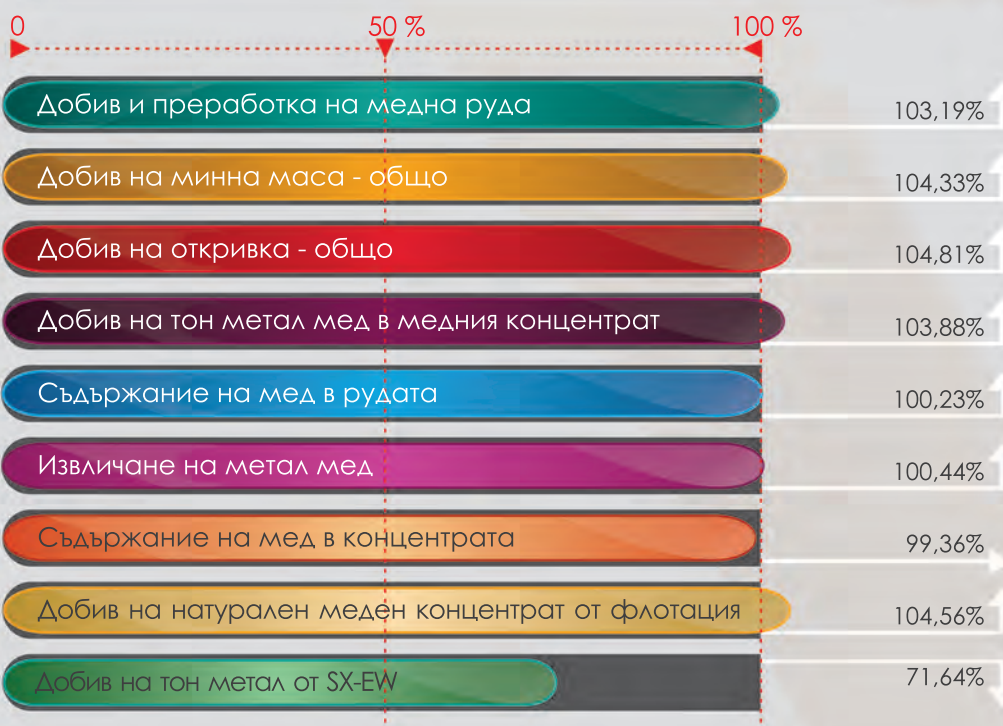 0 50 % 100 %
Добив и преработка на медна руда 103,19%
Добив на минна маса - общо 104,33%
Добив на откривка - общо 104,81%
Добив на тон метал мед в медния концентрат 103,88%
Съдържание на мед в рудата 100,23%
Извличане на метал мед 100,44%
Съдържание на мед в концентрата 99,36%
Добив на натурален меден концентрат от флотация 104,56%
Добив на тон метал от SX-EW 71,64%